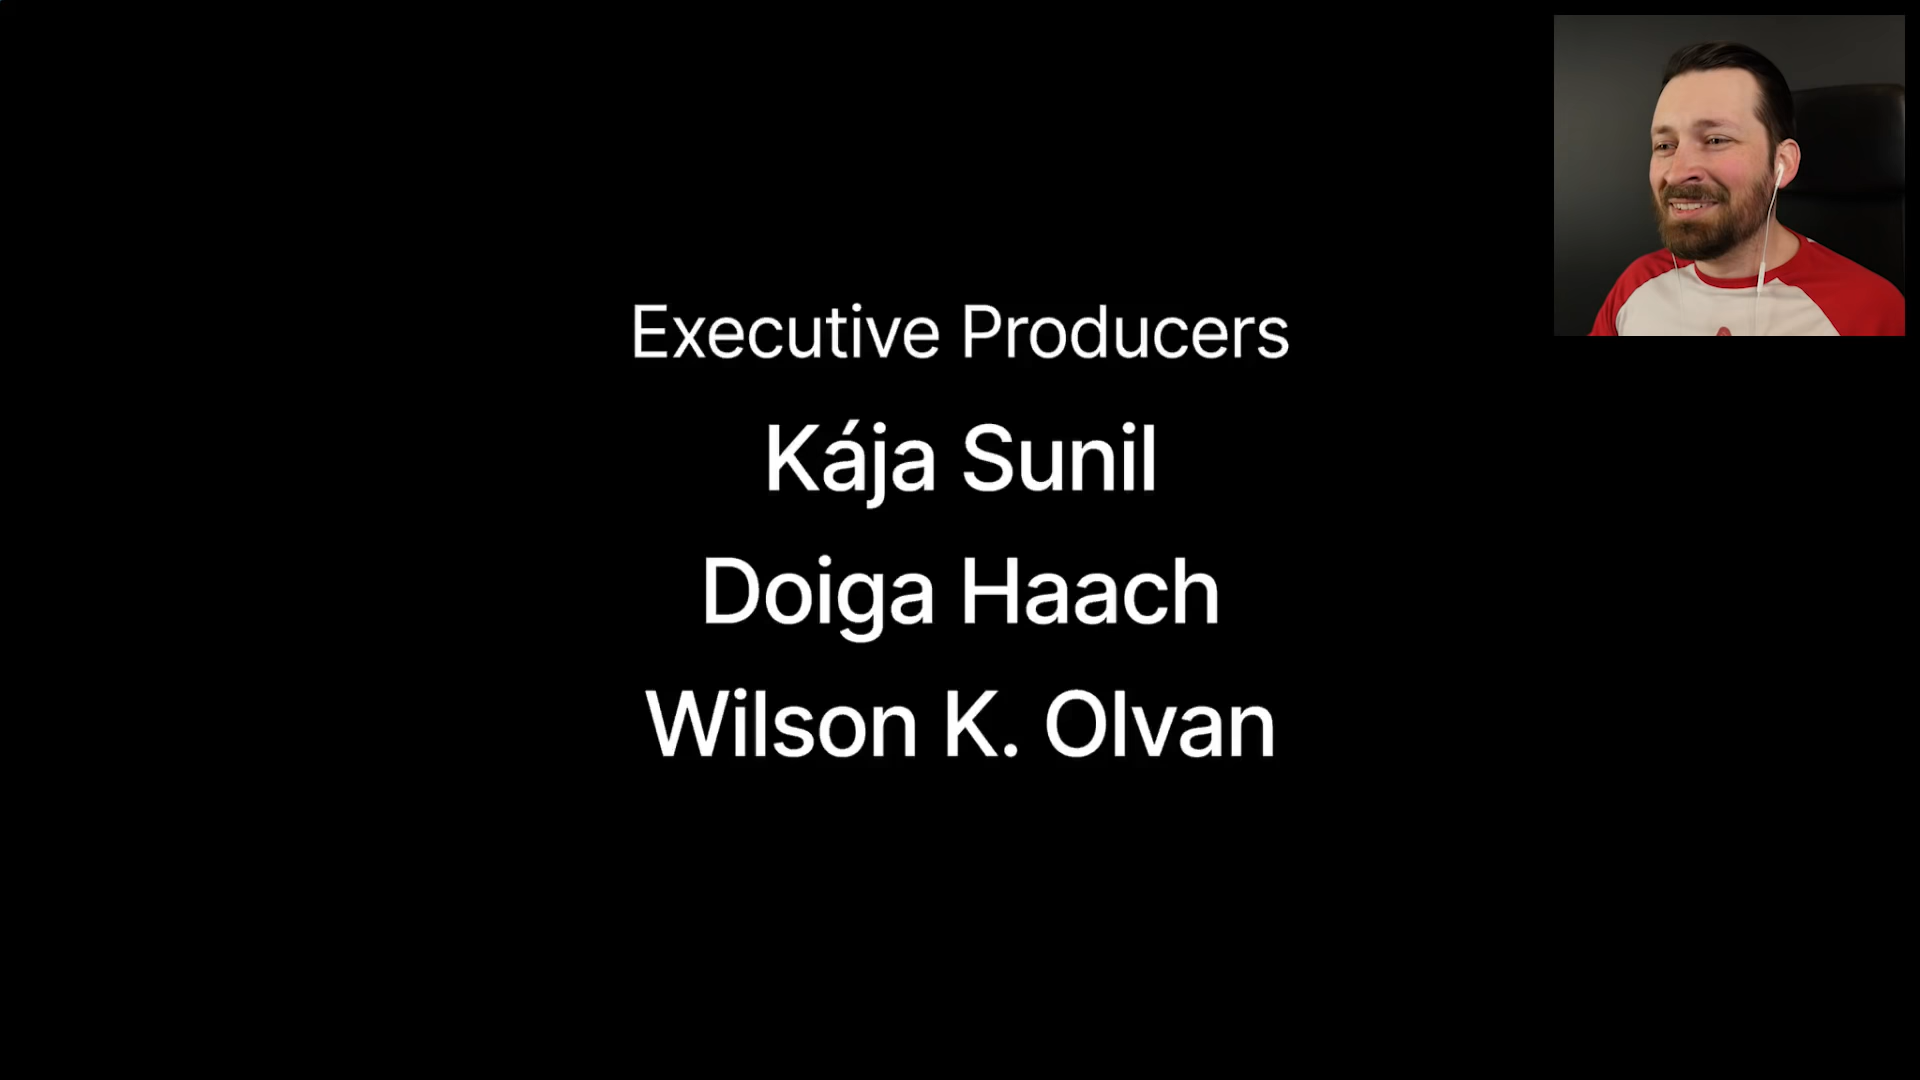 Executive Producers
Kája Sunil
Doiga Haach
Wilson K. Olvan